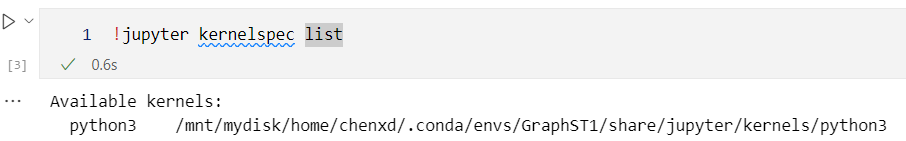 1 !jupyter kernelspec list
[3] 0.6s
Available kernels:
python3 /mnt/mydisk/home/chenxd/.conda/envs/GraphST1/share/jupyter/kernels/python3